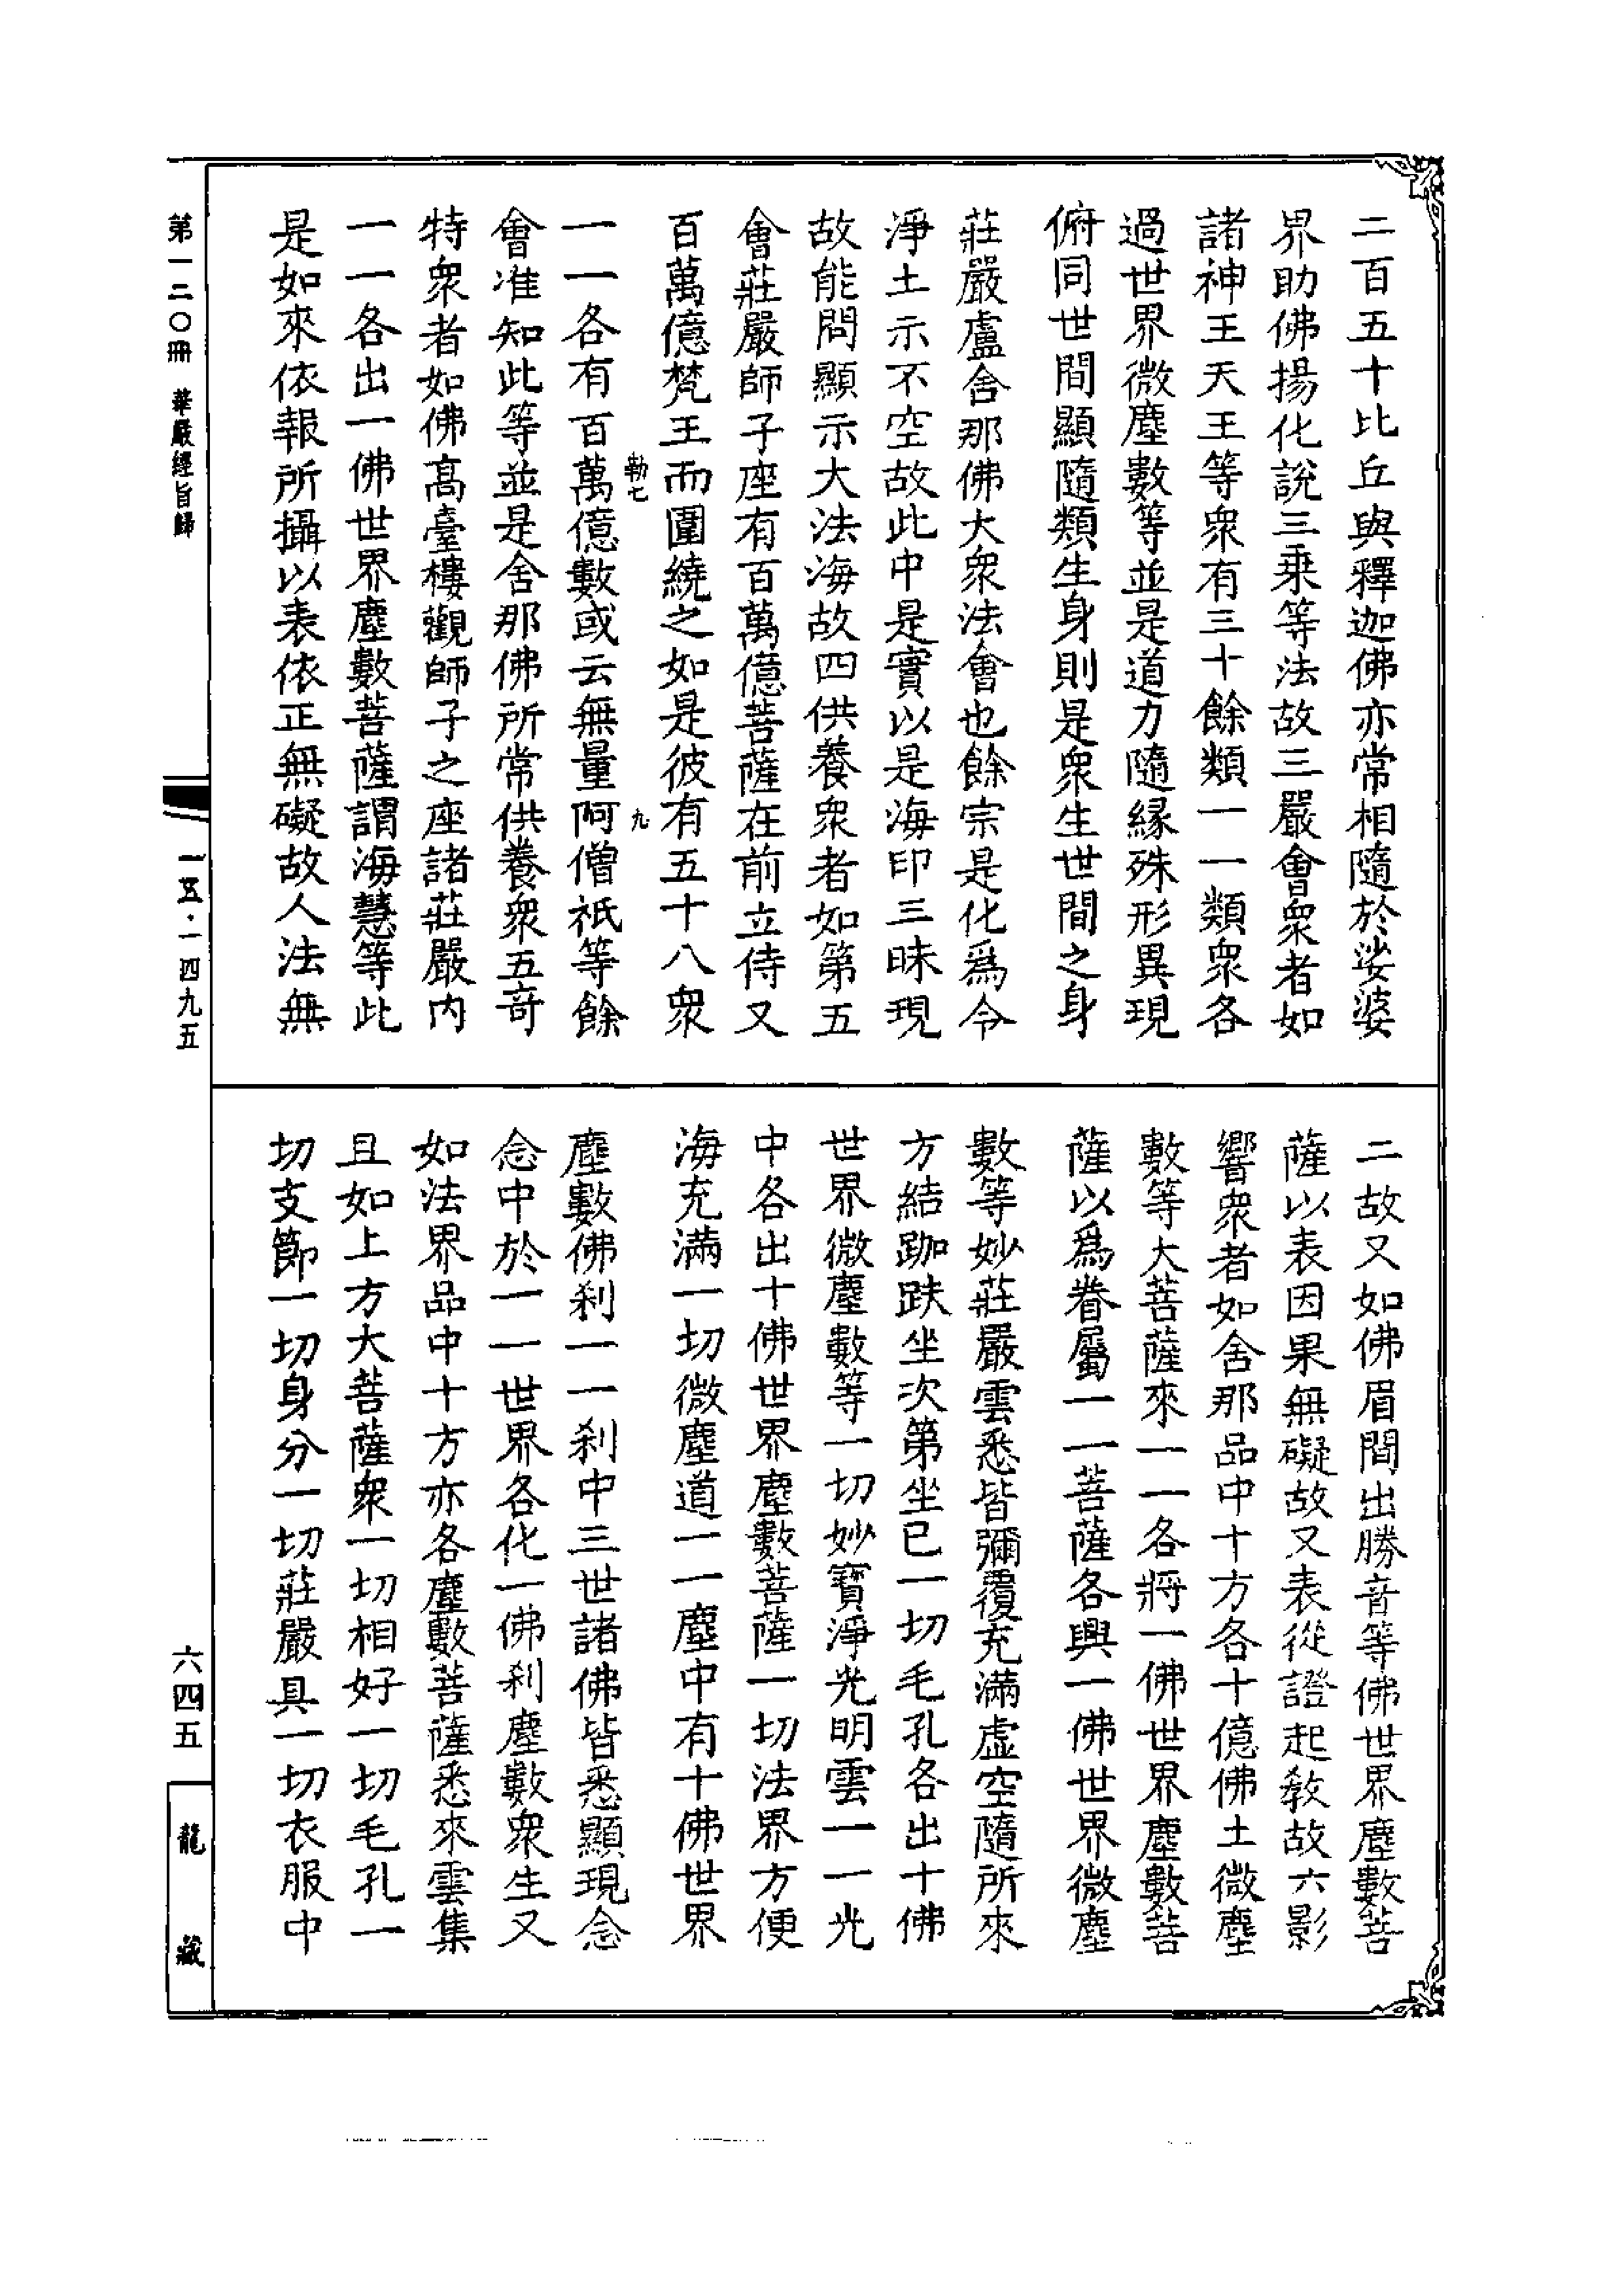 二百五十比丘與釋迦佛亦常相隨於娑婆
界助佛揚化說三乗等法故三嚴會衆者如
諸神王天王等衆有三十餘類一一類衆各
過世界微塵數等並是道力隨縁殊形異現
俯同世間顯隨類生身則是衆生世間之身
莊嚴盧舍那佛大衆法會也餘宗是化爲令
淨土示不空故此中是實以是海印三昧現
故能問顯示大法海故四供養衆者如第五
會莊嚴師子座有百萬億菩薩在前立侍又
百萬億梵王而圍繞之如是彼有五十八衆
勒七
九
一一各有百萬億數或云無量阿僧祇等餘
會准知此等並是舍那佛所常供養衆五竒
特衆者如佛髙臺樓觀師子之座諸莊嚴内
一一各出一佛世界塵數菩薩謂海慧等此
是如來依報所攝以表依正無礙故人法無
二故又如佛眉間出勝音等佛世界塵數菩
薩以表因果無礙故又表從證起教故六影
響衆者如舍那品中十方各十億佛土微塵
數等大菩薩來一一各將一佛世界塵數菩
薩以爲眷屬一一菩薩各興一佛世界微塵
數等妙莊嚴雲悉皆彌覆充滿虚空隨所來
方結跏趺坐次第坐已一切毛孔各出十佛
世界微塵數等一切妙寶淨光明雲一一光
中各出十佛世界塵數菩薩一切法界方便
海充滿一切微塵道一一塵中有十佛世界
塵數佛刹一一刹中三世諸佛皆悉顯現念
念中於一一世界各化一佛刹塵數衆生又
如法界品中十方亦各塵數菩薩悉來雲集
且如上方大菩薩衆一切相好一切毛孔一
切支節一切身分一切莊嚴具一切衣服中
第一二〇冊　華嚴經旨歸
一五·一四九五
六四五
龍藏